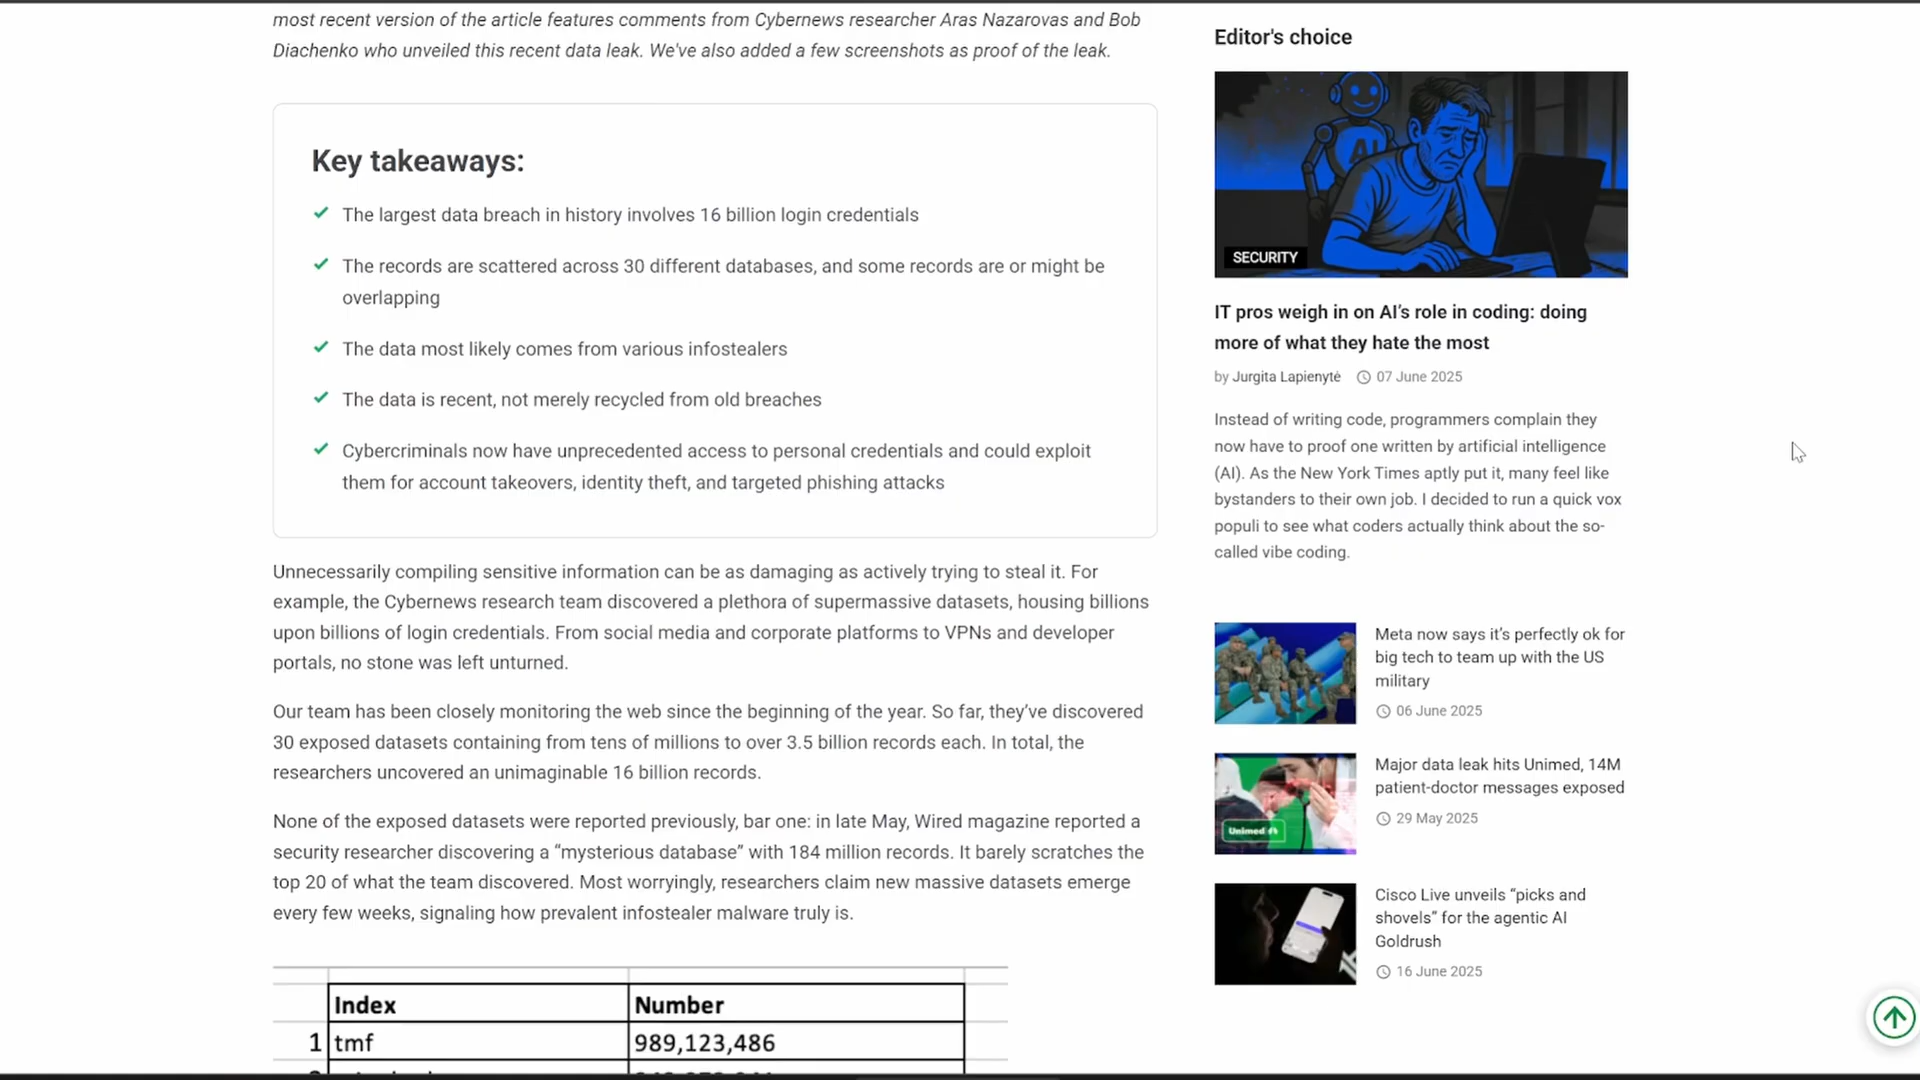 most recent version of the article features comments from Cybernews researcher Aras Nazarovas and Bob
Diachenko who unveiled this recent data leak. We've also added a few screenshots as proof of the leak.
Key takeaways:
The largest data breach in history involves 16 billion login credentials
The records are scattered across 30 different databases, and some records are or might be
overlapping
The data most likely comes from various infostealers
The data is recent, not merely recycled from old breaches
Cybercriminals now have unprecedented access to personal credentials and could exploit
them for account takeovers, identity theft, and targeted phishing attacks
Unnecessarily compiling sensitive information can be as damaging as actively trying to steal it. For
example, the Cybernews research team discovered a plethora of supermassive datasets, housing billions
upon billions of login credentials. From social media and corporate platforms to VPNs and developer
portals, no stone was left unturned.
Our team has been closely monitoring the web since the beginning of the year. So far, they’ve discovered
30 exposed datasets containing from tens of millions to over 3.5 billion records each. In total, the
researchers uncovered an unimaginable 16 billion records.
None of the exposed datasets were reported previously, bar one: in late May, Wired magazine reported a
security researcher discovering a “mysterious database” with 184 million records. It barely scratches the
top 20 of what the team discovered. Most worryingly, researchers claim new massive datasets emerge
every few weeks, signaling how prevalent infostealer malware truly is.
Index Number
1 tmf 989,123,486
Editor's choice
AI
SECURITY
IT pros weigh in on AI’s role in coding: doing
more of what they hate the most
by Jurgita Lapienytė 07 June 2025
Instead of writing code, programmers complain they
now have to proof one written by artificial intelligence
(AI). As the New York Times aptly put it, many feel like
bystanders to their own job. I decided to run a quick vox
populi to see what coders actually think about the so-
called vibe coding.
Meta now says it’s perfectly ok for
big tech to team up with the US
military
06 June 2025
Unimed
Major data leak hits Unimed, 14M
patient-doctor messages exposed
29 May 2025
Cisco Live unveils “picks and
shovels” for the agentic AI
Goldrush
16 June 2025